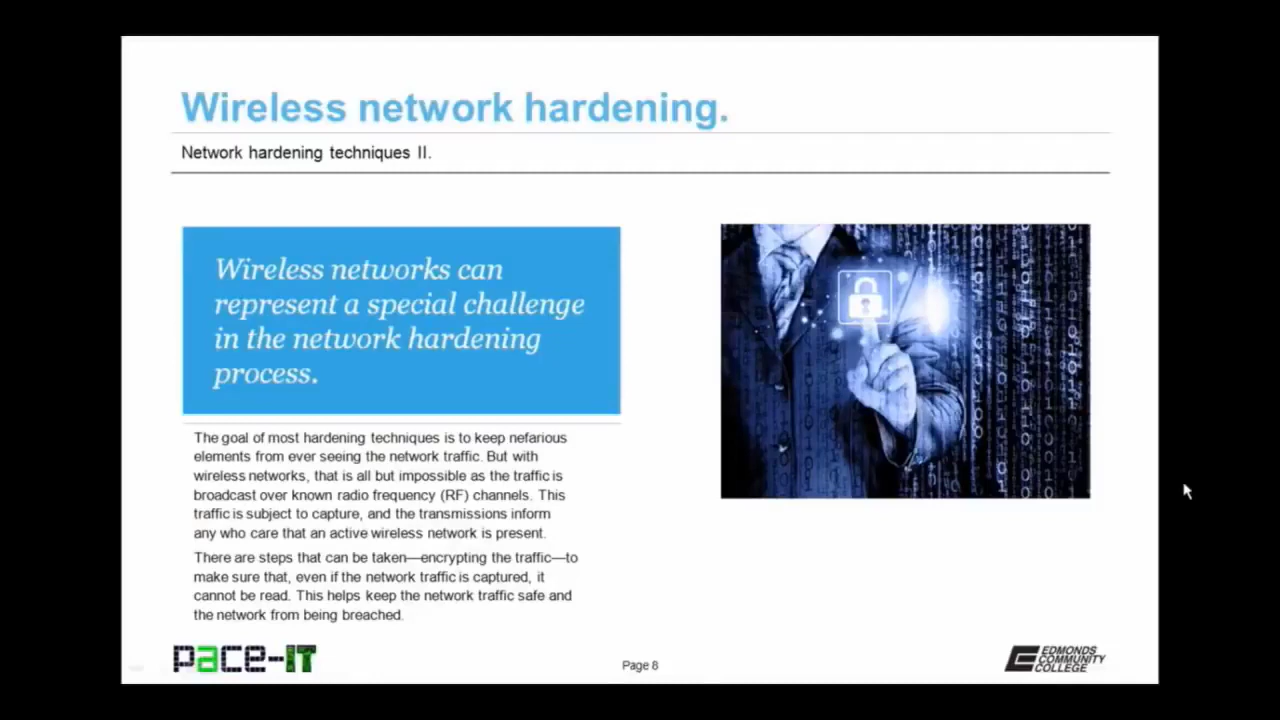 Wireless network hardening.
Network hardening techniques II.
Wireless networks can
represent a special challenge
in the network hardening
process.
The goal of most hardening techniques is to keep nefarious
elements from ever seeing the network traffic. But with
wireless networks, that is all but impossible as the traffic is
broadcast over known radio frequency (RF) channels. This
traffic is subject to capture, and the transmissions inform
any who care that an active wireless network is present.
There are steps that can be taken—encrypting the traffic—to
make sure that, even if the network traffic is captured, it
cannot be read. This helps keep the network traffic safe and
the network from being breached.
pace-IT
Page 8
EDMONDS
COMMUNITY
COLLEGE